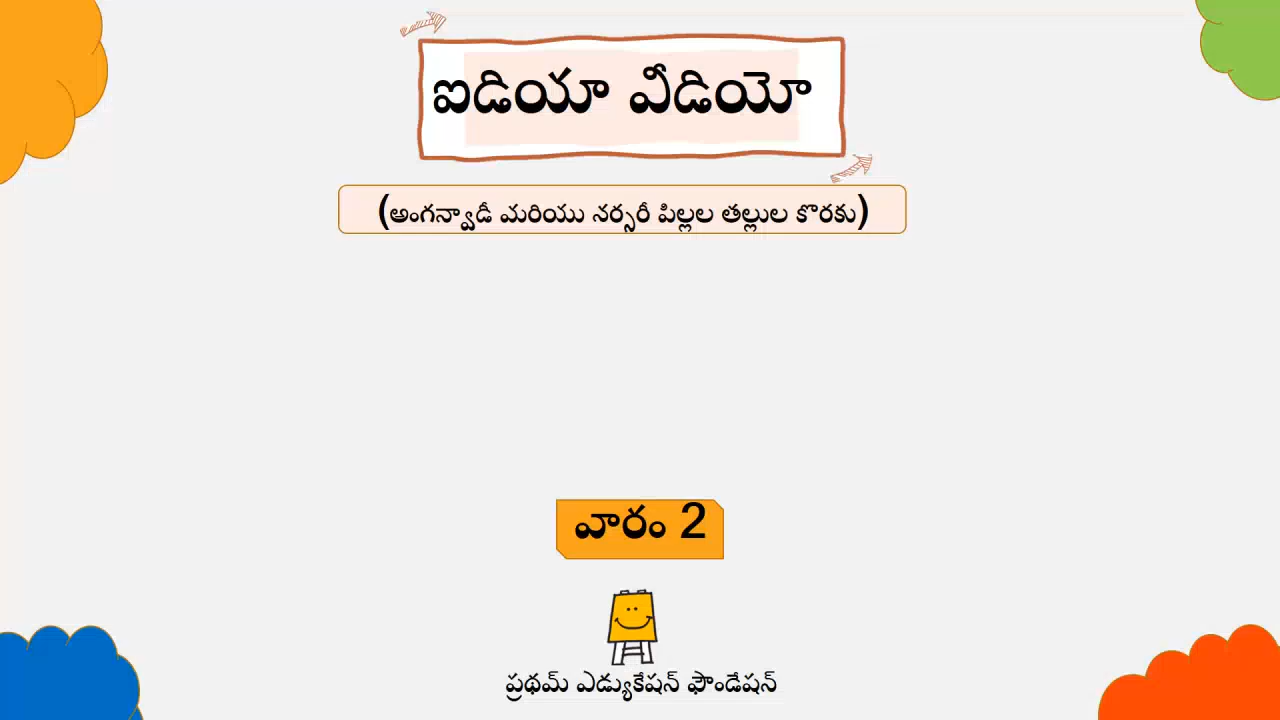 ఐడియా వీడియో
(అంగన్వాడీ మరియు నర్సరీ పిల్లల తల్లుల కొరకు)
వారం 2
ప్రథమ్ ఎడ్యుకేషన్ ఫౌండేషన్